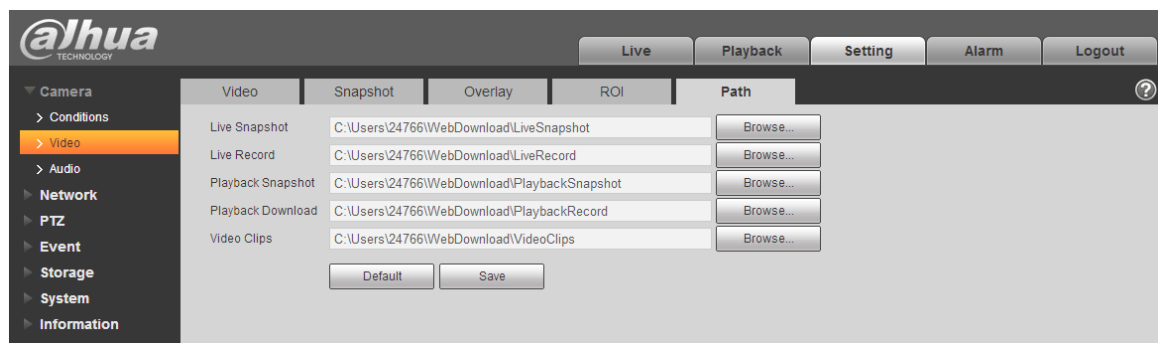 alhua
TECHNOLOGY
Live Playback Setting Alarm Logout
Camera
Conditions
Video
Audio
Network
PTZ
Event
Storage
System
Information
Video Snapshot Overlay ROI Path ?
Live Snapshot C:\Users\24766\WebDownload\LiveSnapshot Browse...
Live Record C:\Users\24766\WebDownload\LiveRecord Browse...
Playback Snapshot C:\Users\24766\WebDownload\PlaybackSnapshot Browse...
Playback Download C:\Users\24766\WebDownload\PlaybackRecord Browse...
Video Clips C:\Users\24766\WebDownload\VideoClips Browse...
Default Save